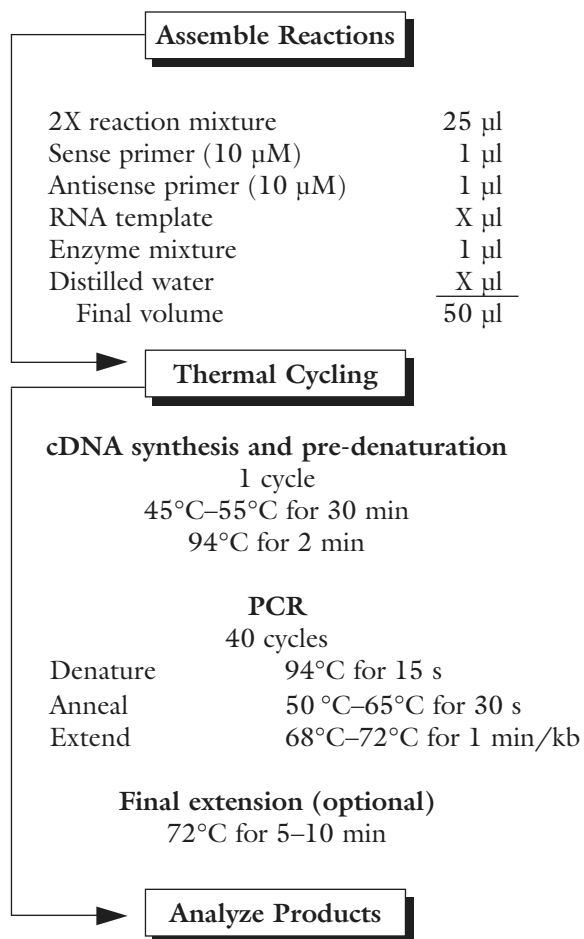 Assemble Reactions
2X reaction mixture 25 µl
Sense primer (10 µM) 1 µl
Antisense primer (10 µM) 1 µl
RNA template X µl
Enzyme mixture 1 µl
Distilled water X µl
Final volume 50 µl
Thermal Cycling
cDNA synthesis and pre-denaturation
1 cycle
45°C–55°C for 30 min
94°C for 2 min
PCR
40 cycles
Denature 94°C for 15 s
Anneal 50 °C–65°C for 30 s
Extend 68°C–72°C for 1 min/kb
Final extension (optional)
72°C for 5–10 min
Analyze Products